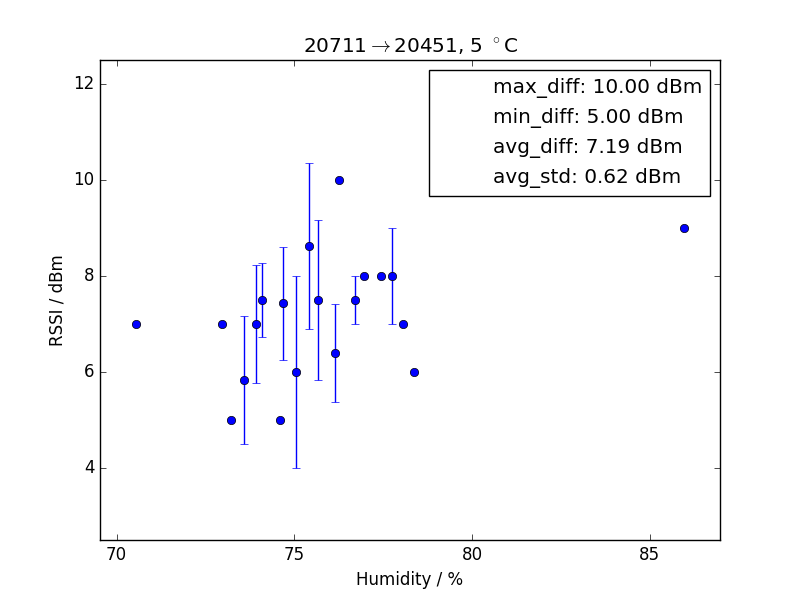 20711→20451, 5 °C
max_diff: 10.00 dBm
min_diff: 5.00 dBm
avg_diff: 7.19 dBm
avg_std: 0.62 dBm
RSSI / dBm
12
10
8
6
4
70 75 80 85
Humidity / %